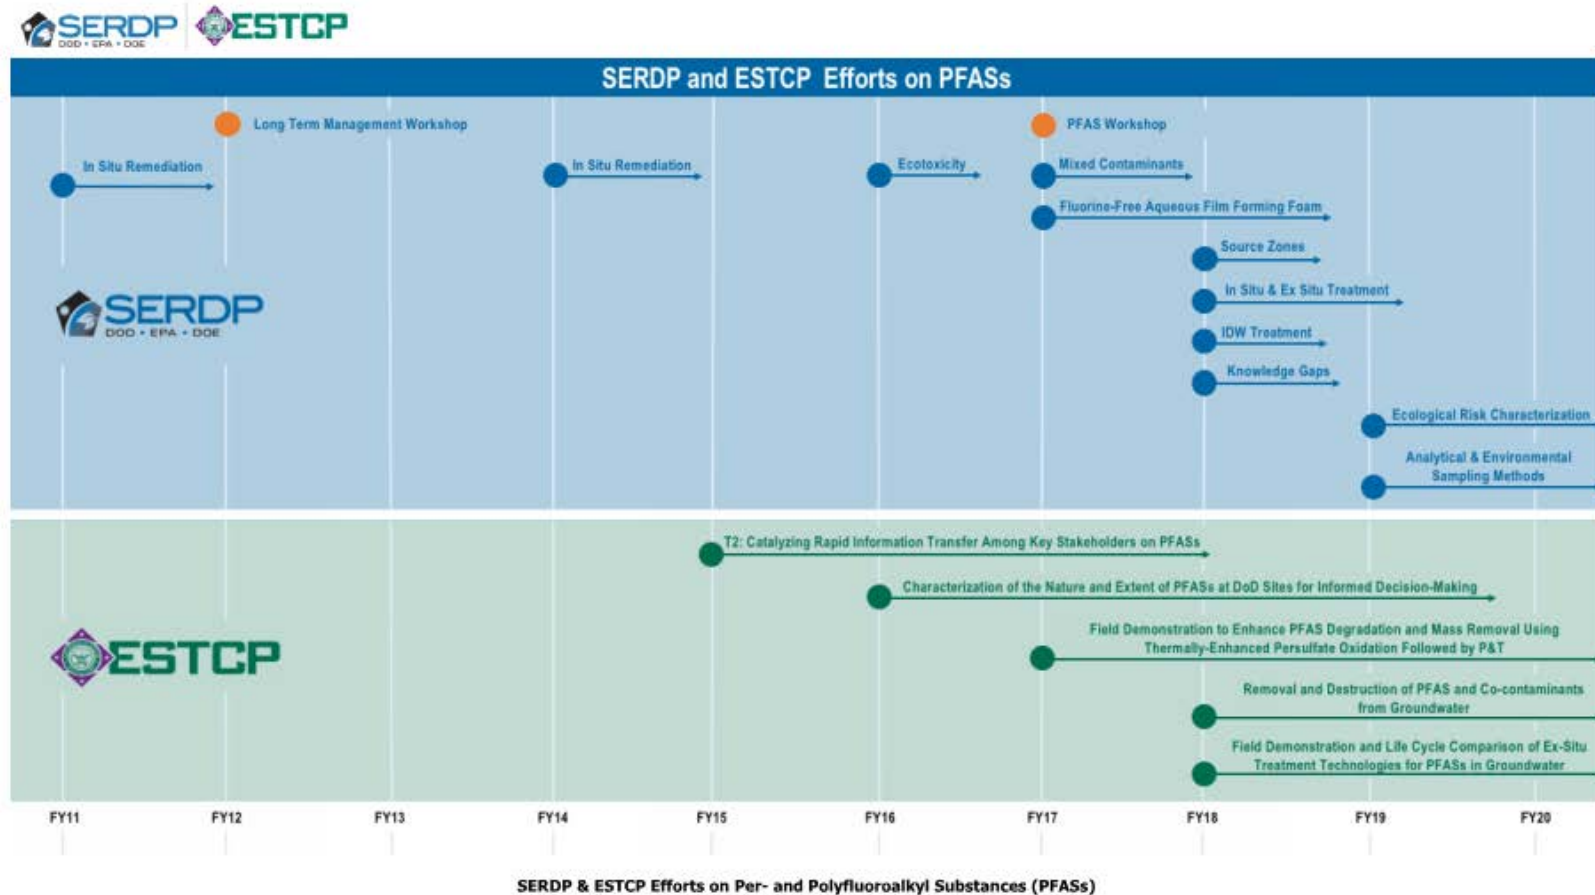 SERDP
DOD • EPA • DOE
ESTCP
SERDP and ESTCP Efforts on PFASs
Long Term Management Workshop
PFAS Workshop
In Situ Remediation
In Situ Remediation
Ecotoxicity
Mixed Contaminants
Fluorine-Free Aqueous Film Forming Foam
Source Zones
In Situ & Ex Situ Treatment
SERDP
DOD • EPA • DOE
IDW Treatment
Knowledge Gaps
Ecological Risk Characterization
Analytical & Environmental
Sampling Methods
T2: Catalyzing Rapid Information Transfer Among Key Stakeholders on PFASs
Characterization of the Nature and Extent of PFASs at DoD Sites for Informed Decision-Making
Field Demonstration to Enhance PFAS Degradation and Mass Removal Using
Thermally-Enhanced Persulfate Oxidation Followed by P&T
ESTCP
Removal and Destruction of PFAS and Co-contaminants
from Groundwater
Field Demonstration and Life Cycle Comparison of Ex-Situ
Treatment Technologies for PFASs in Groundwater
FY11 FY12 FY13 FY14 FY15 FY16 FY17 FY18 FY19 FY20
SERDP & ESTCP Efforts on Per- and Polyfluoroalkyl Substances (PFASs)